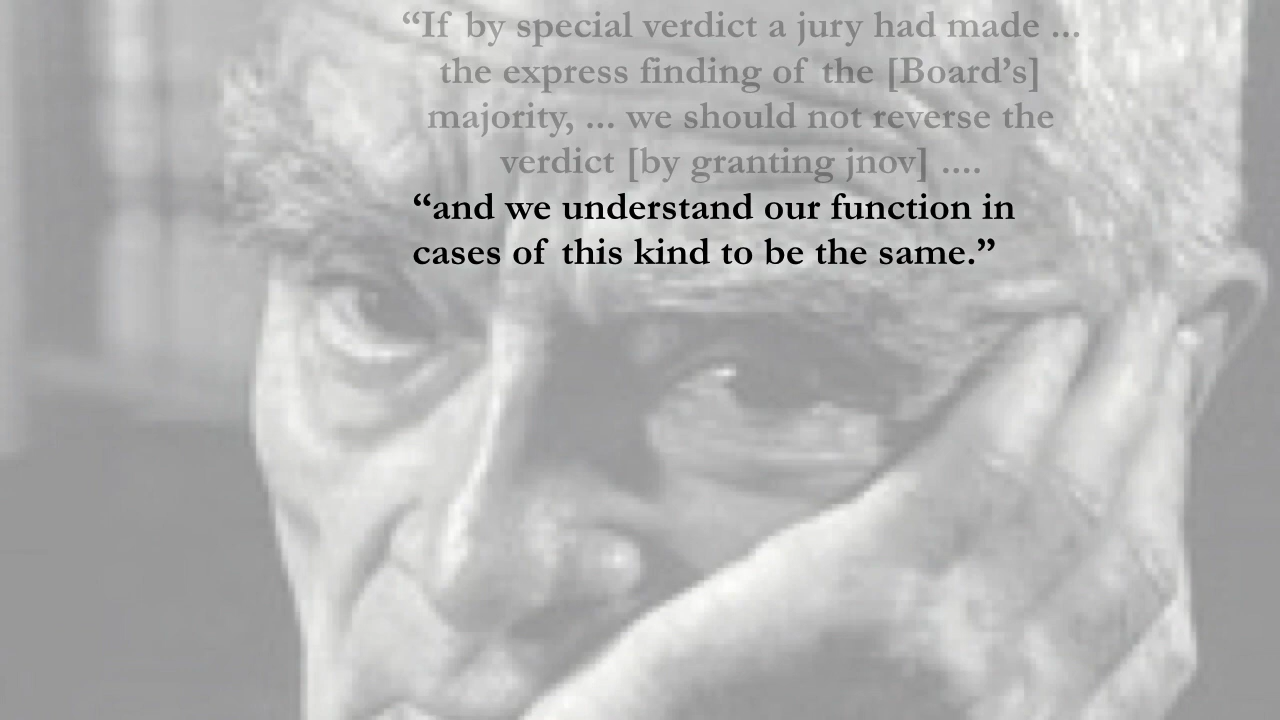 “If by special verdict a jury had made ...
the express finding of the [Board’s]
majority, ... we should not reverse the
verdict [by granting jnov] ....
“and we understand our function in
cases of this kind to be the same.”